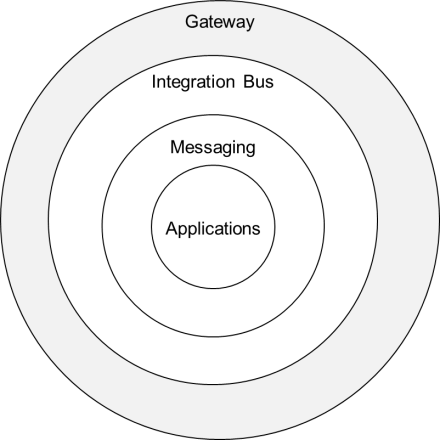 Gateway
Integration Bus
Messaging
Applications